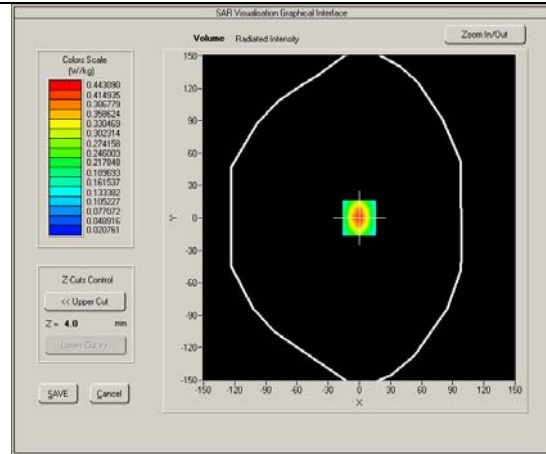 SAR Visualisation Graphical Interface
Volume Radiated Intensity
Zoom In/Out
Colors Scale
(W/kg)
0.443090
0.414935
0.386779
0.358624
0.330469
0.302314
0.274158
0.246003
0.217848
0.189693
0.161537
0.133382
0.105227
0.077072
0.048916
0.020761
150-
120-
90-
60-
30-
Y 0-
-30-
-60-
-90-
-120-
-150-
-150 -120 -90 -60 -30 0 30 60 90 120 150
X
Z Cuts Control
<< Upper Cut
Z = 4.0 mm
Lower Cut >>
SAVE Cancel